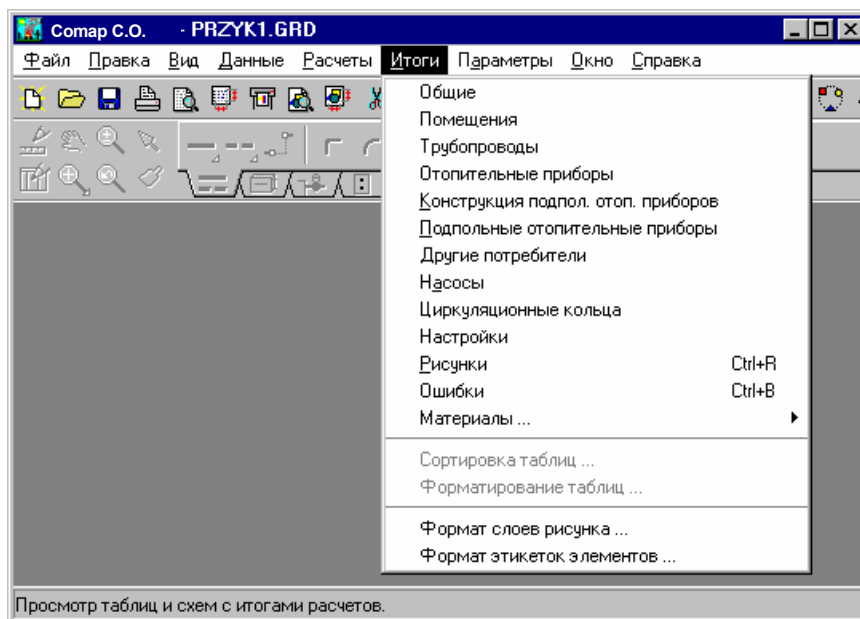 Comap C.O. - PRZYK1.GRD
Файл Правка Вид Данные Расчеты Итоги Параметры Окно Справка
Общие
Помещения
Трубопроводы
Отопительные приборы
Конструкция подпол. отоп. приборов
Подпольные отопительные приборы
Другие потребители
Насосы
Циркуляционные кольца
Настройки
Рисунки Ctrl+R
Ошибки Ctrl+B
Материалы ...
Сортировка таблиц ...
Форматирование таблиц ...
Формат слоев рисунка ...
Формат этикеток элементов ...
Просмотр таблиц и схем с итогами расчетов.